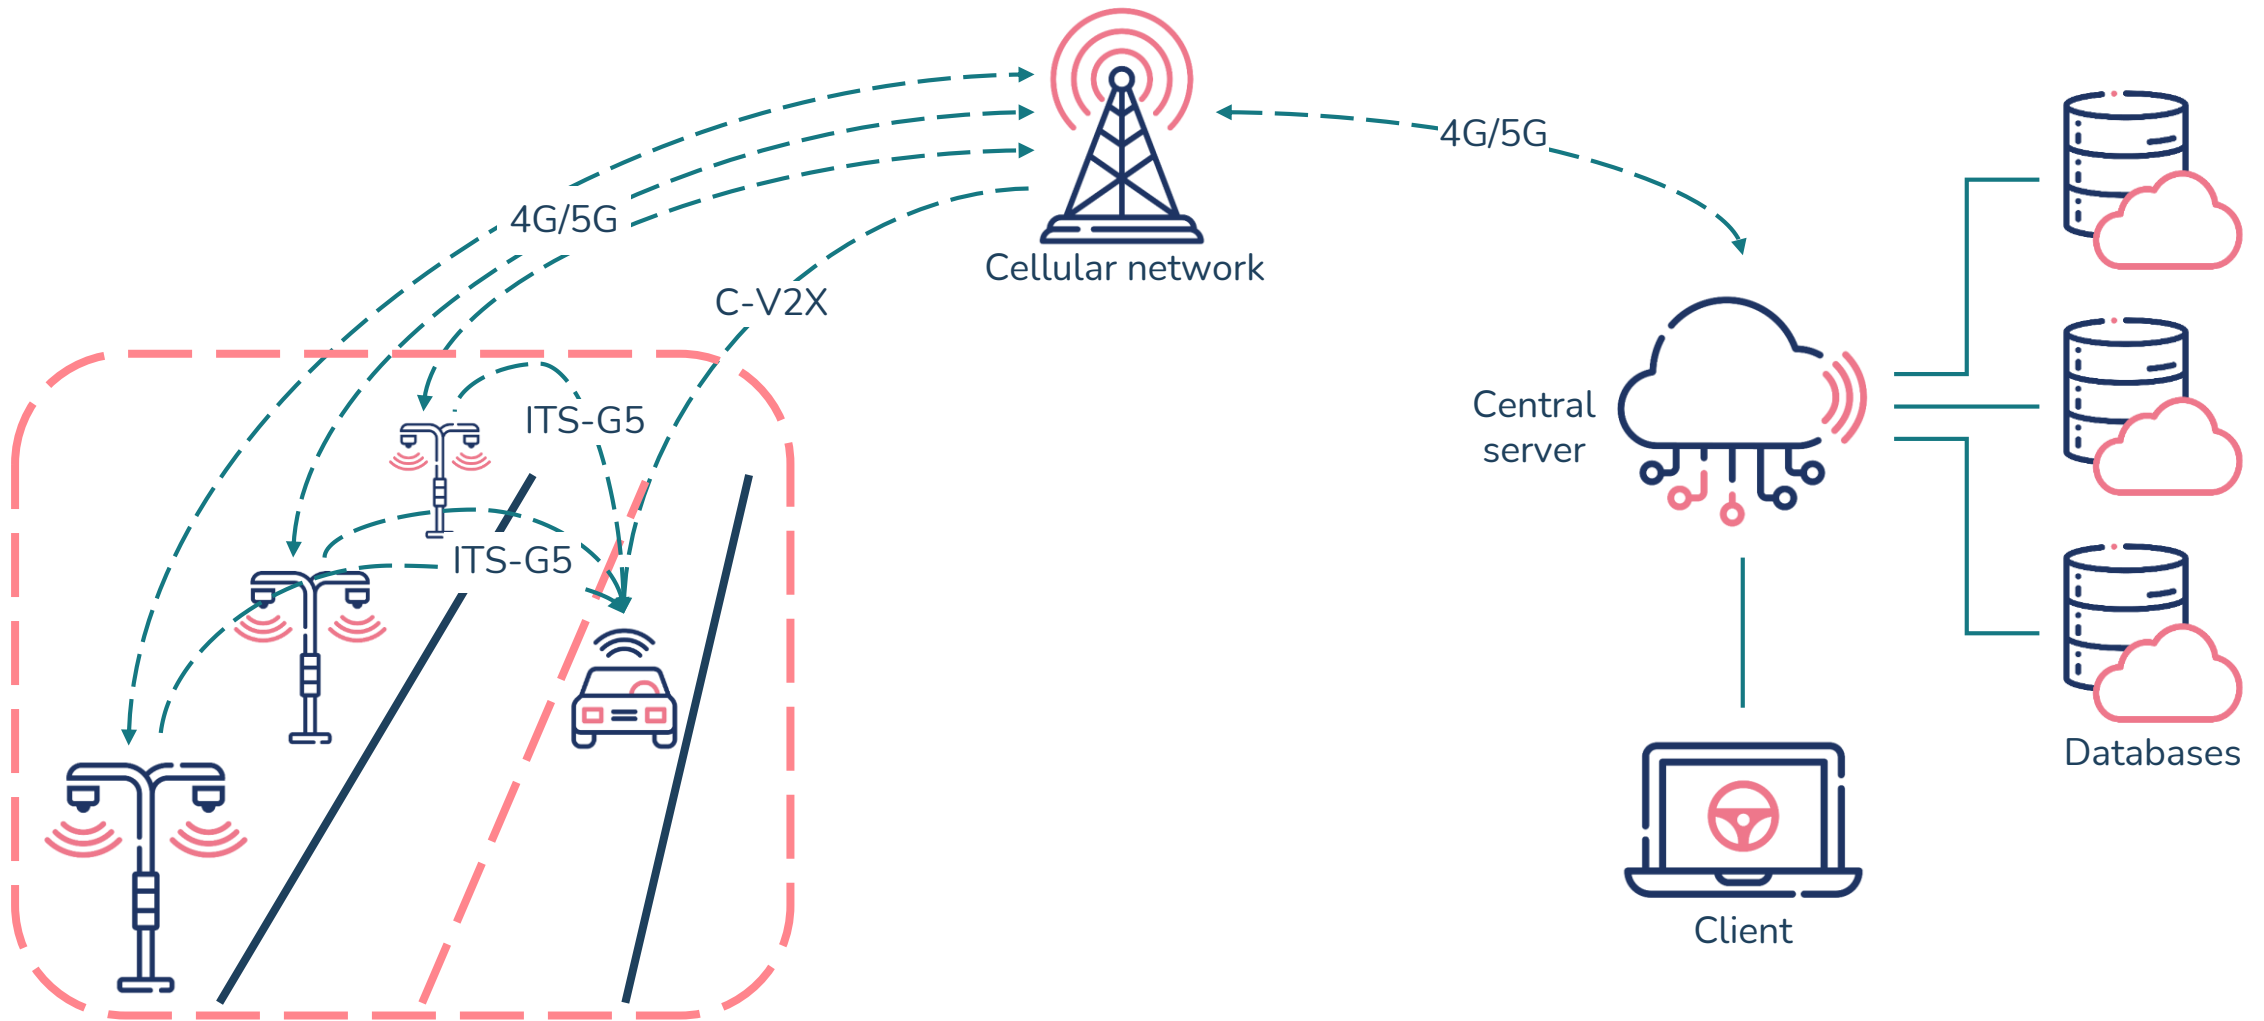 4G/5G
4G/5G
Cellular network
C-V2X
Central
server
ITS-G5
ITS-G5
Databases
Client